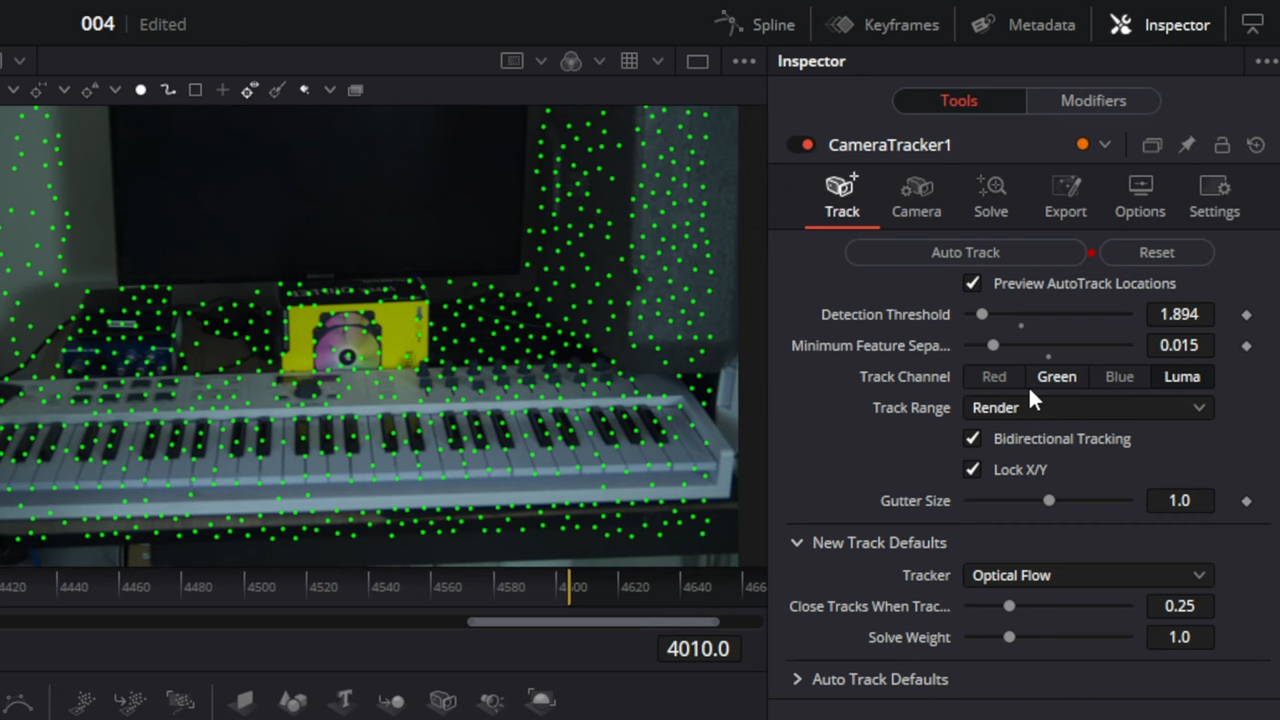 004 Edited
Spline Keyframes Metadata Inspector
Inspector
Tools Modifiers
CameraTracker1
Track Camera Solve Export Options Settings
Auto Track Reset
Preview AutoTrack Locations
Detection Threshold 1.894
Minimum Feature Sepa... 0.015
Track Channel Red Green Blue Luma
Track Range Render
Bidirectional Tracking
Lock X/Y
Gutter Size 1.0
New Track Defaults
Tracker Optical Flow
Close Tracks When Trac... 0.25
Solve Weight 1.0
Auto Track Defaults
4420 4440 4460 4480 4500 4520 4540 4560 4580 4600 4620 4640 466
4010.0